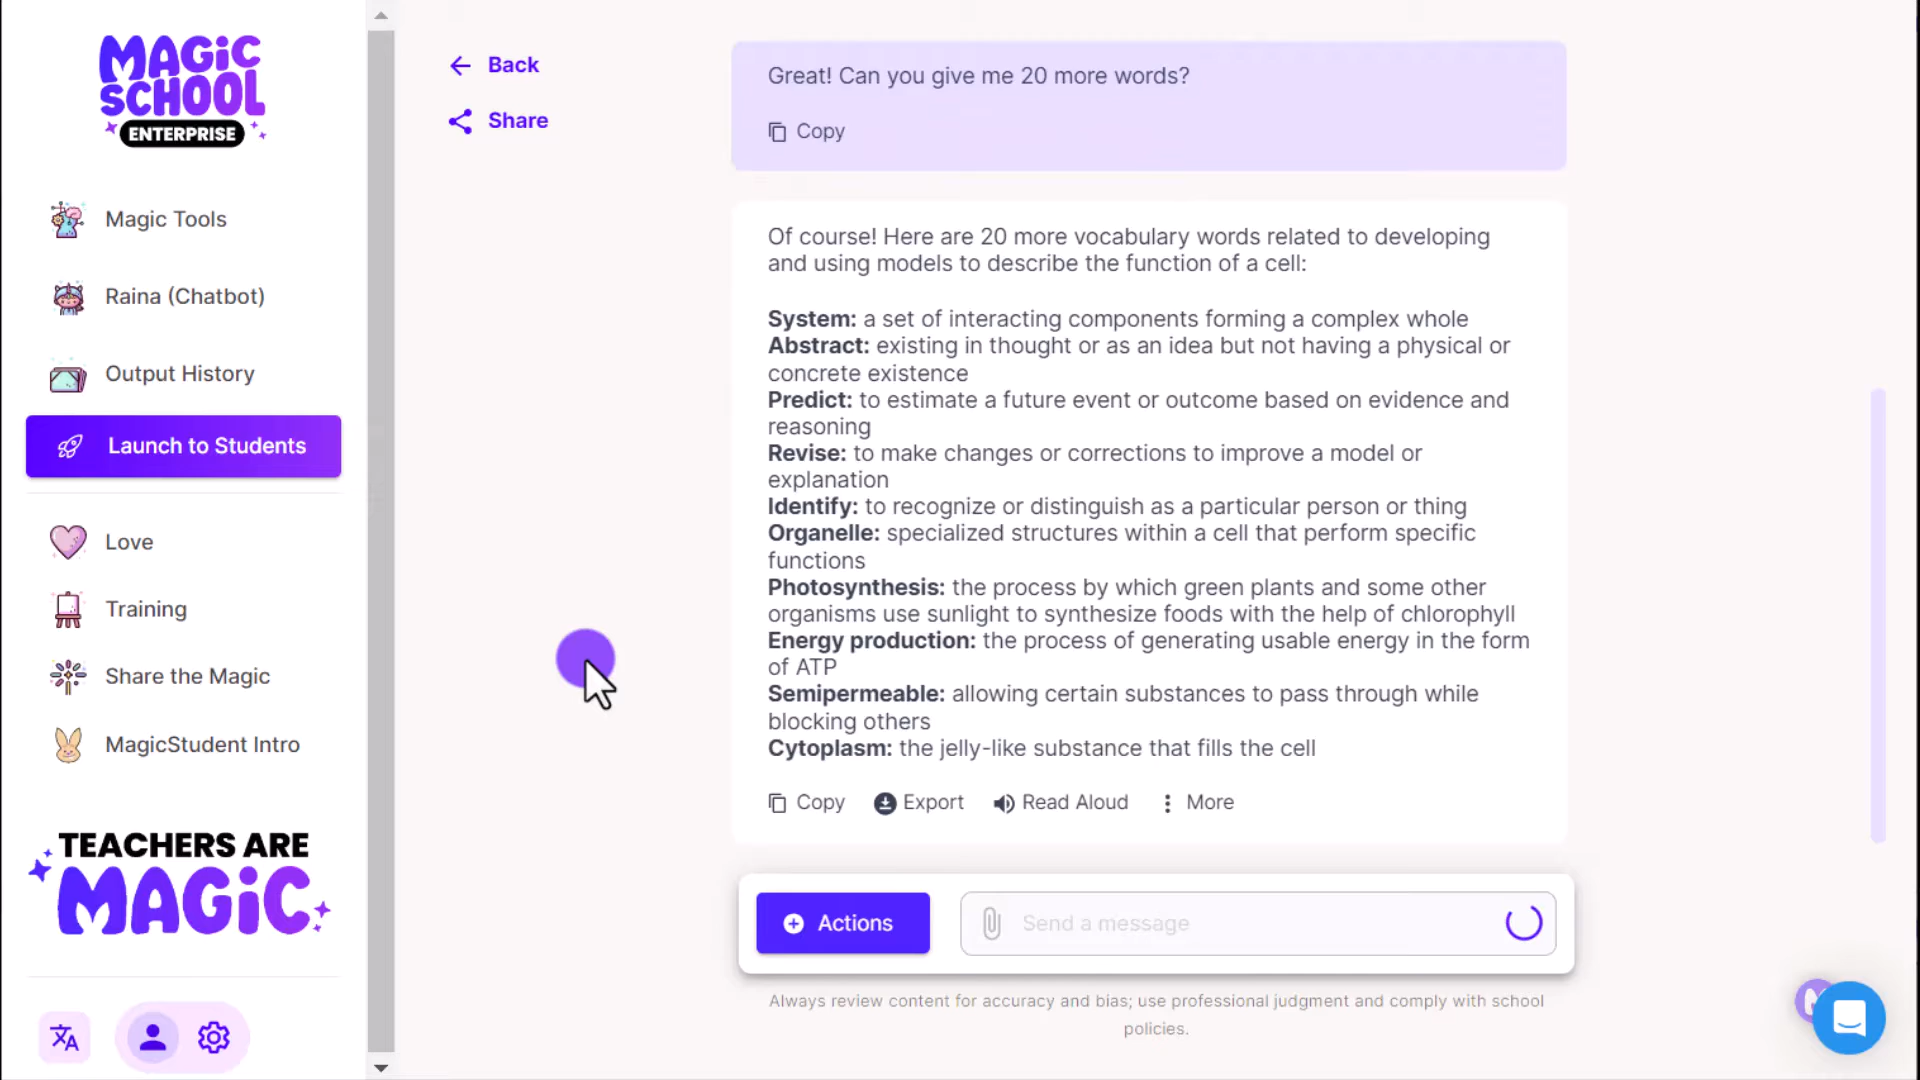 MAGIC
SCHOOL
ENTERPRISE
Magic Tools
Raina (Chatbot)
Output History
Launch to Students
Love
Training
Share the Magic
MagicStudent Intro
TEACHERS ARE
MAGIC
Back
Share
Great! Can you give me 20 more words?
Copy
Of course! Here are 20 more vocabulary words related to developing
and using models to describe the function of a cell:
System: a set of interacting components forming a complex whole
Abstract: existing in thought or as an idea but not having a physical or
concrete existence
Predict: to estimate a future event or outcome based on evidence and
reasoning
Revise: to make changes or corrections to improve a model or
explanation
Identify: to recognize or distinguish as a particular person or thing
Organelle: specialized structures within a cell that perform specific
functions
Photosynthesis: the process by which green plants and some other
organisms use sunlight to synthesize foods with the help of chlorophyll
Energy production: the process of generating usable energy in the form
of ATP
Semipermeable: allowing certain substances to pass through while
blocking others
Cytoplasm: the jelly-like substance that fills the cell
Copy Export Read Aloud More
Actions
Send a message
Always review content for accuracy and bias; use professional judgment and comply with school
policies.